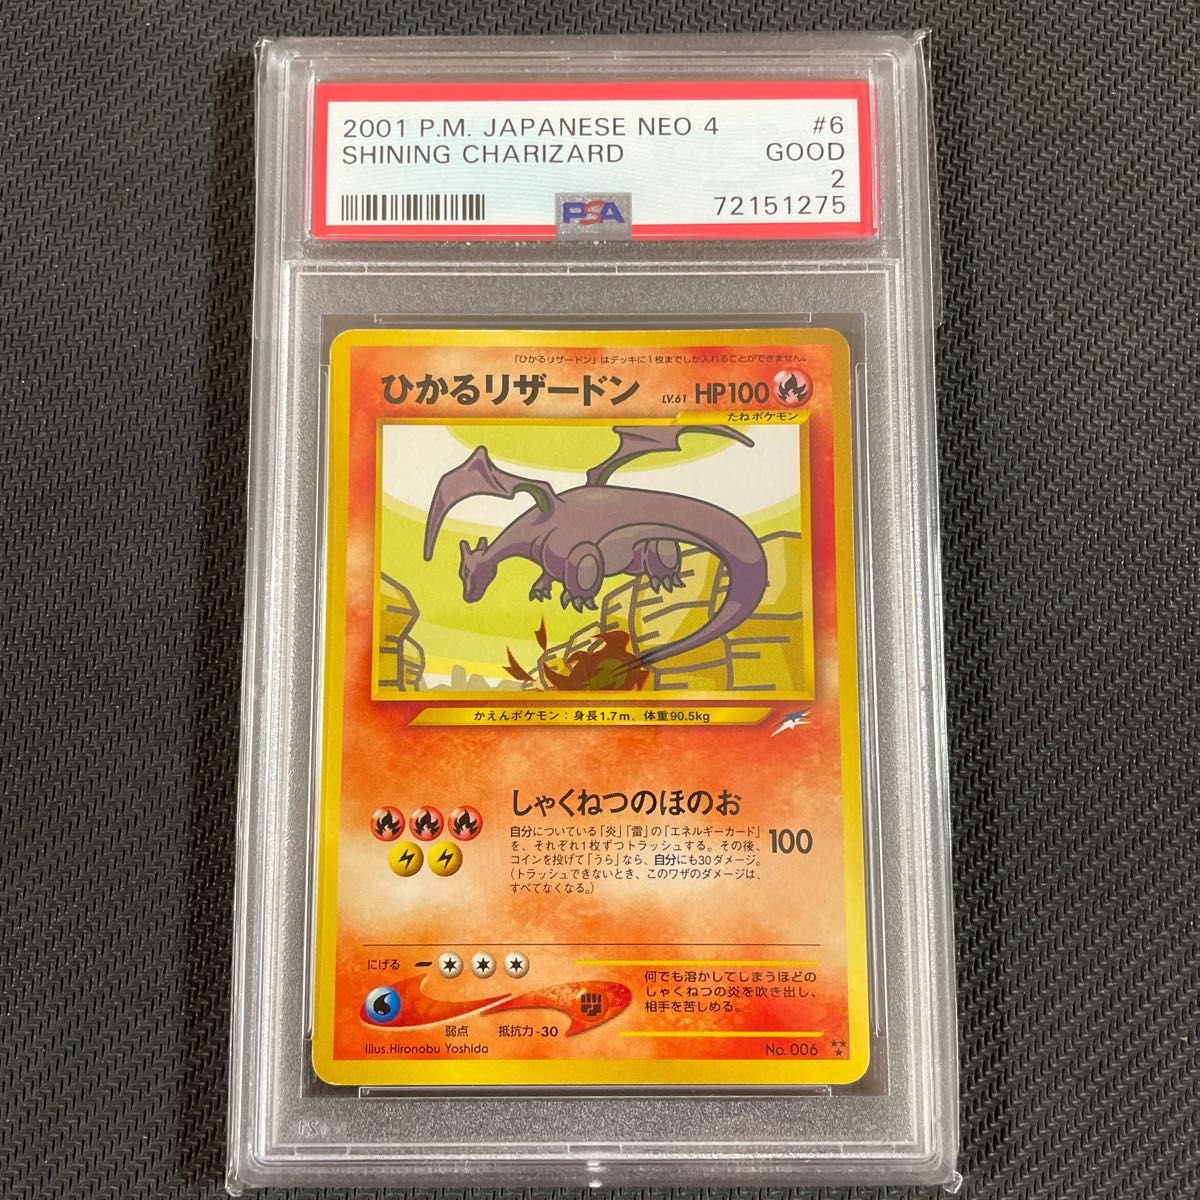 2001 P.M. JAPANESE NEO 4 #6
SHINING CHARIZARD GOOD
2
PSA 72151275
「ひかるリザードン」はデッキに1枚までしか入れることができません。
ひかるリザードン LV.61 HP100
たねポケモン
かえんポケモン：身長1.7m、体重90.5kg
しゃくねつのほのお
自分についている「炎」「雷」の「エネルギーカード」
を、それぞれ1枚ずつトラッシュする。その後、 100
コインを投げて「うら」なら、自分にも30ダメージ。
（トラッシュできないとき、このワザのダメージは、
すべてなくなる。）
にげる
何でも溶かしてしまうほどの
しゃくねつの炎を吹き出し、
相手を苦しめる。
弱点 抵抗力-30
Illus.Hironobu Yoshida No. 006